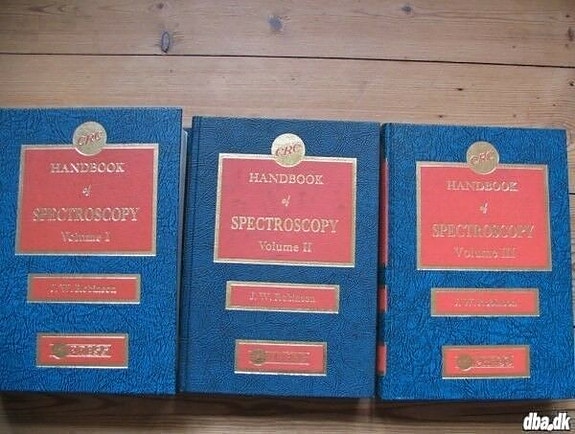 CRC
HANDBOOK
of
SPECTROSCOPY
Volume I
J. W. Robinson
CRC
HANDBOOK
of
SPECTROSCOPY
Volume II
J. W. Robinson
CRC
HANDBOOK
of
SPECTROSCOPY
Volume III
J. W. Robinson
dba.dk